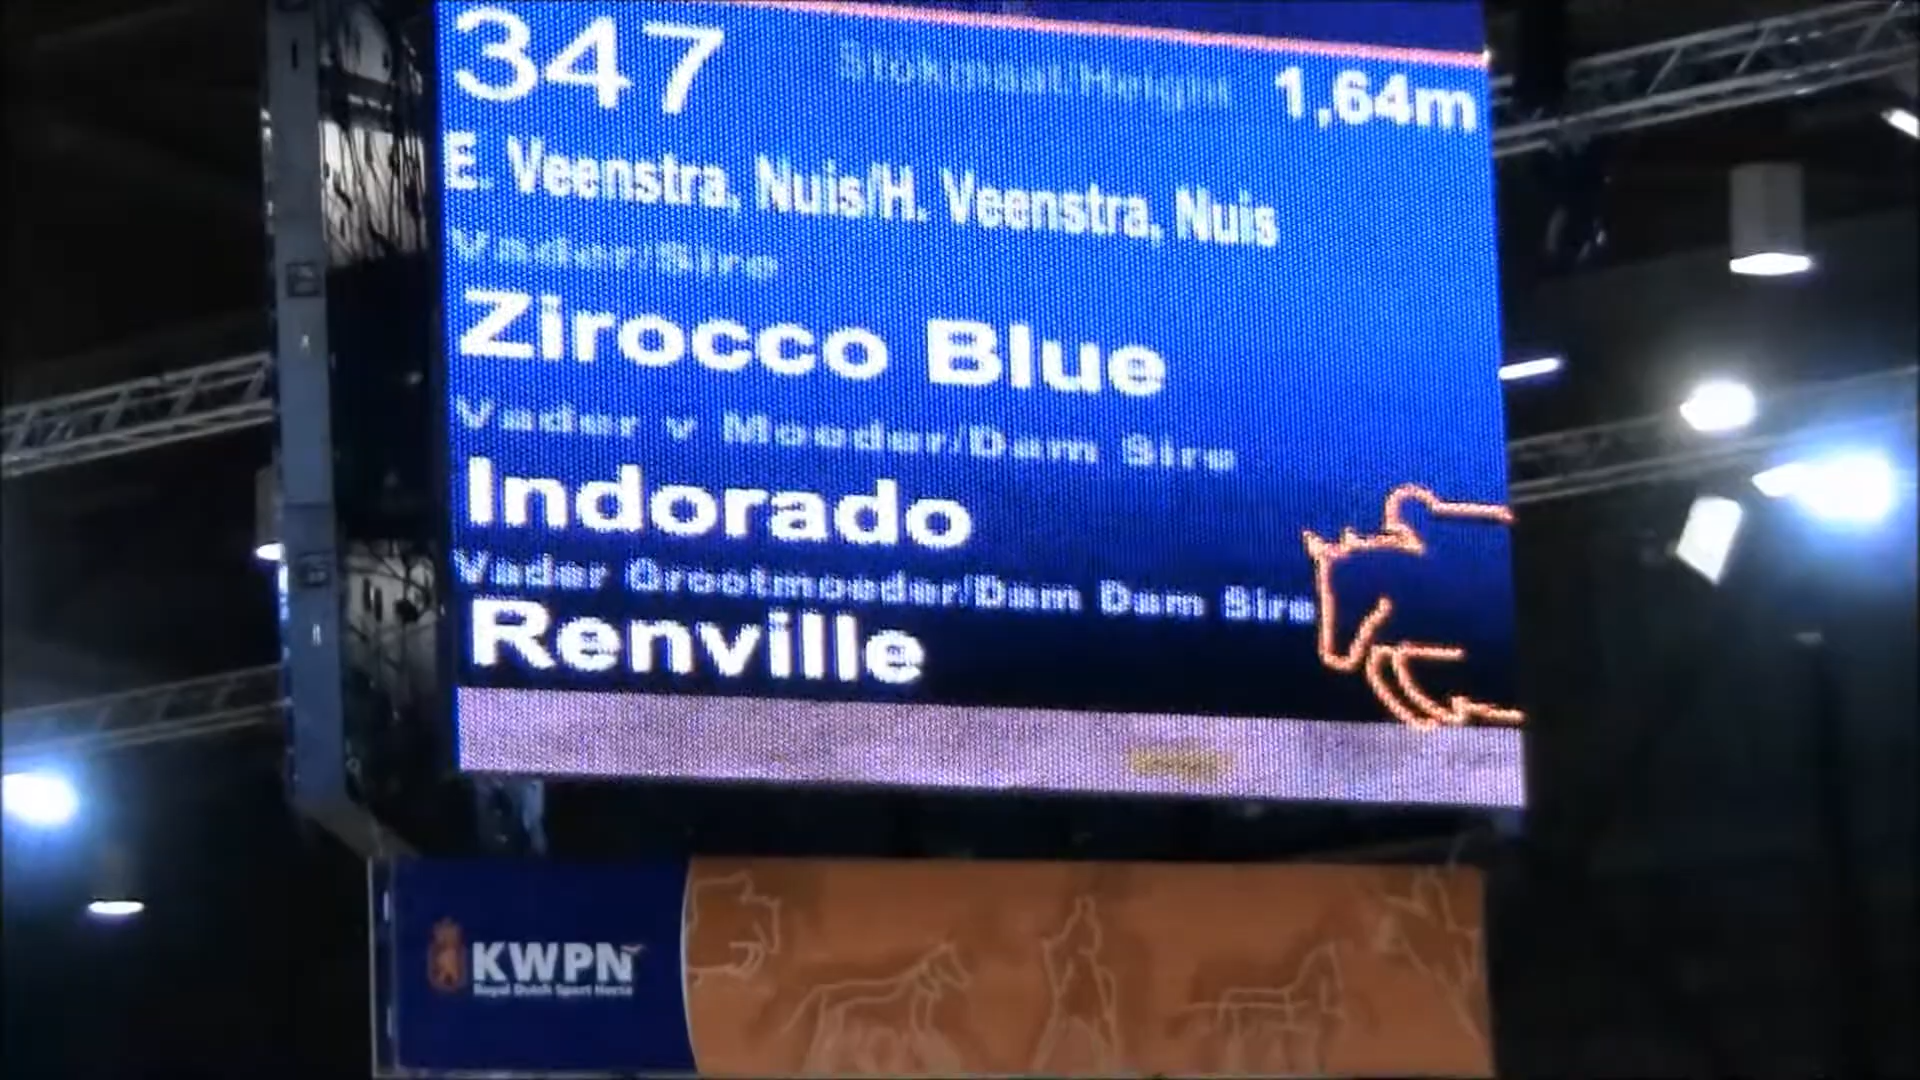 347 Stokmaat/Height 1,64m
E. Veenstra, Nuis/H. Veenstra, Nuis
Vader/Sire
Zirocco Blue
Vader v Moeder/Dam Sire
Indorado
Vader Grootmoeder/Dam Dam Sire
Renville
KWPN
Royal Dutch Sport Horse